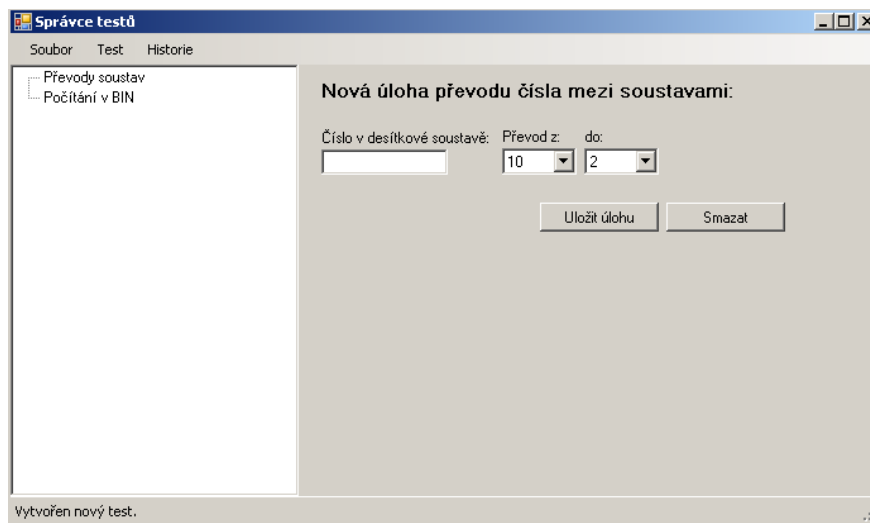 Správce testů
Soubor Test Historie
Převody soustav
Počítání v BIN
Nová úloha převodu čísla mezi soustavami:
Číslo v desítkové soustavě: Převod z: do:
10 2
Uložit úlohu Smazat
Vytvořen nový test.